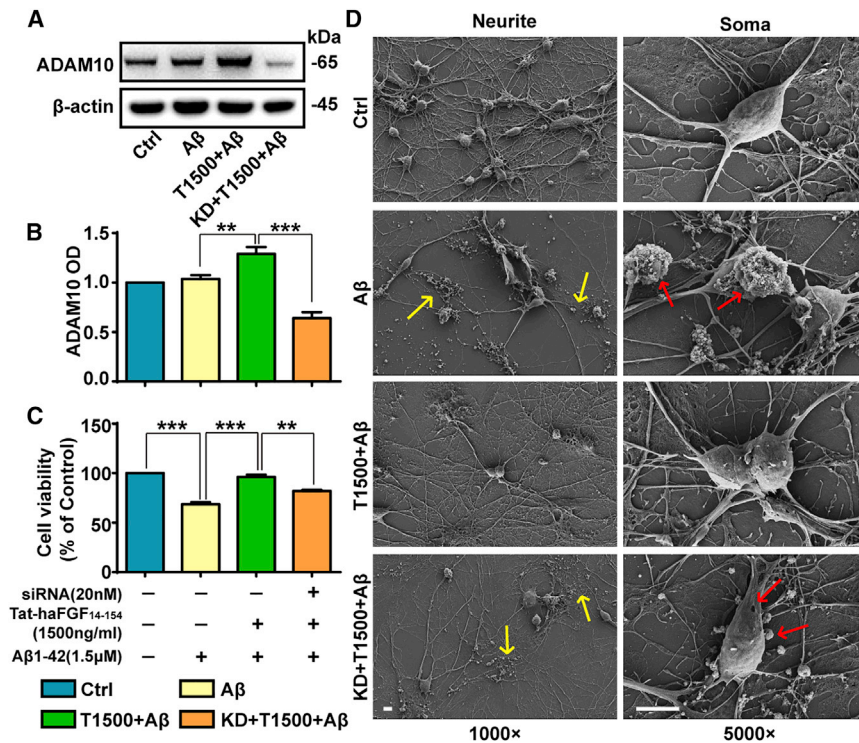 A
kDa
ADAM10
-65
β-actin
-45
Ctrl
Aβ
T1500+Aβ
KD+T1500+Aβ
B
ADAM10 OD
1.5
1.0
0.5
0.0
** ***
C
Cell viability
(% of Control)
150
100
50
0
*** *** **
siRNA(20nM) – – – +
Tat-haFGF14-154
(1500ng/ml) – – + +
Aβ1-42(1.5μM) – + + +
Ctrl Aβ
T1500+Aβ KD+T1500+Aβ
D
Neurite Soma
Ctrl
Aβ
T1500+Aβ
KD+T1500+Aβ
1000× 5000×